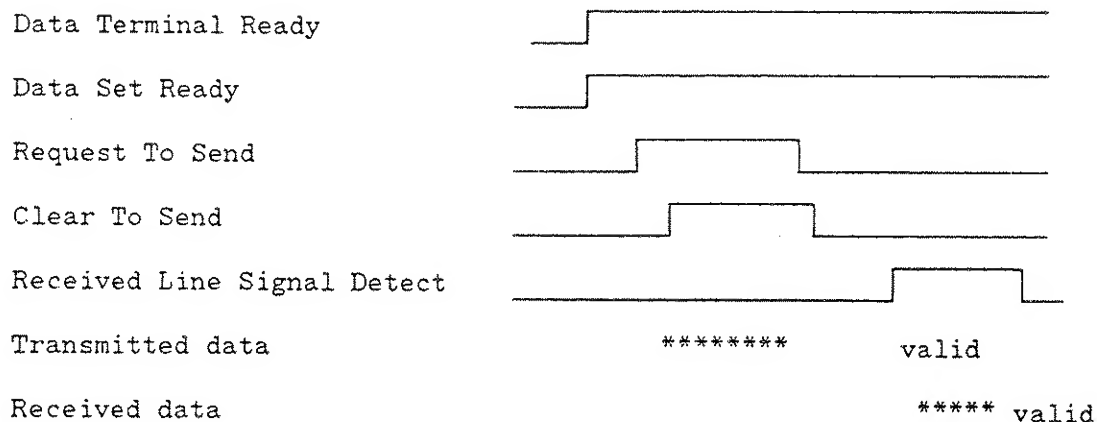 Data Terminal Ready
Data Set Ready
Request To Send
Clear To Send
Received Line Signal Detect
Transmitted data ******** valid
Received data ***** valid